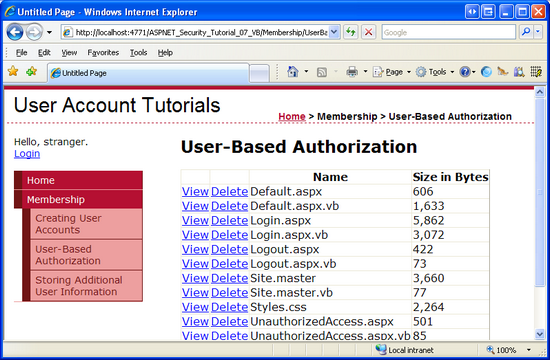 Untitled Page - Windows Internet Explorer
http://localhost:4771/ASPNET_Security_Tutorial_07_VB/Membership/UserBa
Google
File Edit View Favorites Tools Help
Untitled Page
Page Tools
User Account Tutorials
Home > Membership > User-Based Authorization
Hello, stranger.
Login
Home
Membership
Creating User
Accounts
User-Based
Authorization
Storing Additional
User Information
User-Based Authorization
Name Size in Bytes
View Delete Default.aspx 606
View Delete Default.aspx.vb 1,633
View Delete Login.aspx 5,862
View Delete Login.aspx.vb 3,072
View Delete Logout.aspx 422
View Delete Logout.aspx.vb 73
View Delete Site.master 3,660
View Delete Site.master.vb 77
View Delete Styles.css 2,264
View Delete UnauthorizedAccess.aspx 501
View Delete UnauthorizedAccess.aspx.vb 85
Local intranet 100%